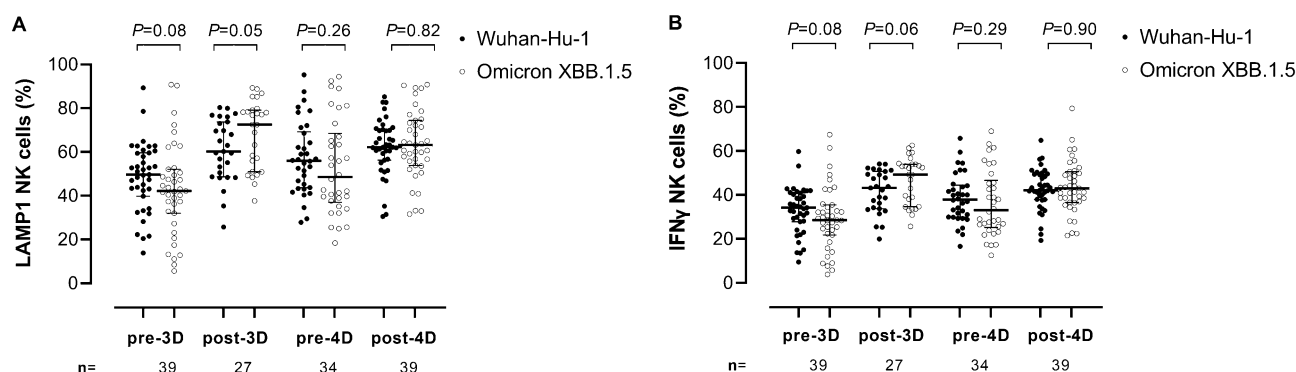 A
P=0.08 P=0.05 P=0.26 P=0.82
Wuhan-Hu-1
Omicron XBB.1.5
LAMP1 NK cells (%)
100
80
60
40
20
0
pre-3D post-3D pre-4D post-4D
n= 39 27 34 39
B
P=0.08 P=0.06 P=0.29 P=0.90
Wuhan-Hu-1
Omicron XBB.1.5
IFNγ NK cells (%)
100
80
60
40
20
0
pre-3D post-3D pre-4D post-4D
n= 39 27 34 39